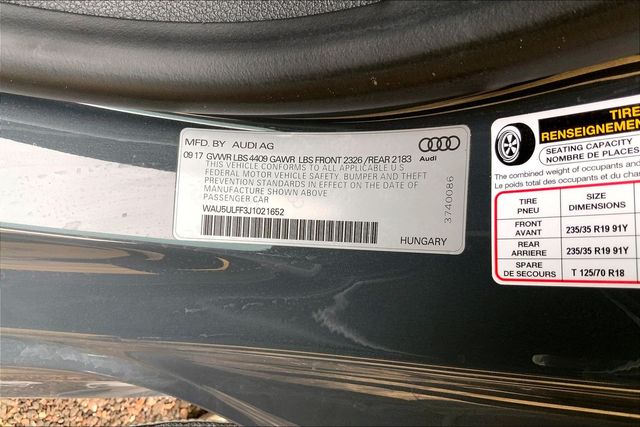 MFD. BY AUDI AG
09 17 GVWR LBS 4409 GAWR LBS FRONT 2326 / REAR 2183
THIS VEHICLE CONFORMS TO ALL APPLICABLE U S
FEDERAL MOTOR VEHICLE SAFETY. BUMPER AND THEFT
PREVENTION STANDARDS IN EFFECT ON THE DATE OF
MANUFACTURE SHOWN ABOVE
PASSENGER CAR
WAU5ULFF3J1021652
HUNGARY
Audi
3740086
TIRE
RENSEIGNEMEN
SEATING CAPACITY
NOMBRE DE PLACES
The combined weight of occupants and
Le poids total des occupants et du char
TIRE SIZE
PNEU DIMENSIONS
FRONT
AVANT 235/35 R19 91Y
REAR
ARRIERE 235/35 R19 91Y
SPARE
DE SECOURS T 125/70 R18